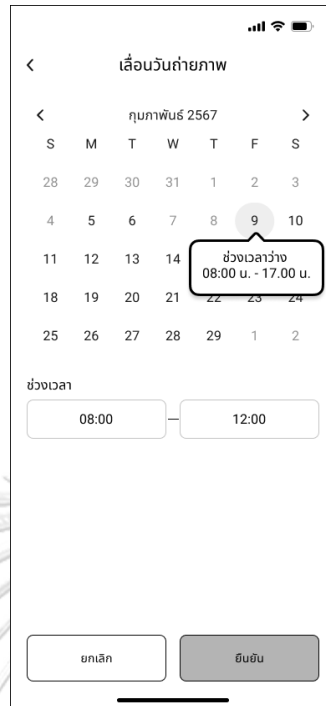 เลื่อนวันถ่ายภาพ
กุมภาพันธ์ 2567
S M T W T F S
28 29 30 31 1 2 3
4 5 6 7 8 9 10
11 12 13 14
ช่วงเวลาว่าง
08:00 น. - 17.00 น.
18 19 20 21 22 23 24
25 26 27 28 29 1 2
ช่วงเวลา
08:00 — 12:00
ยกเลิก ยืนยัน